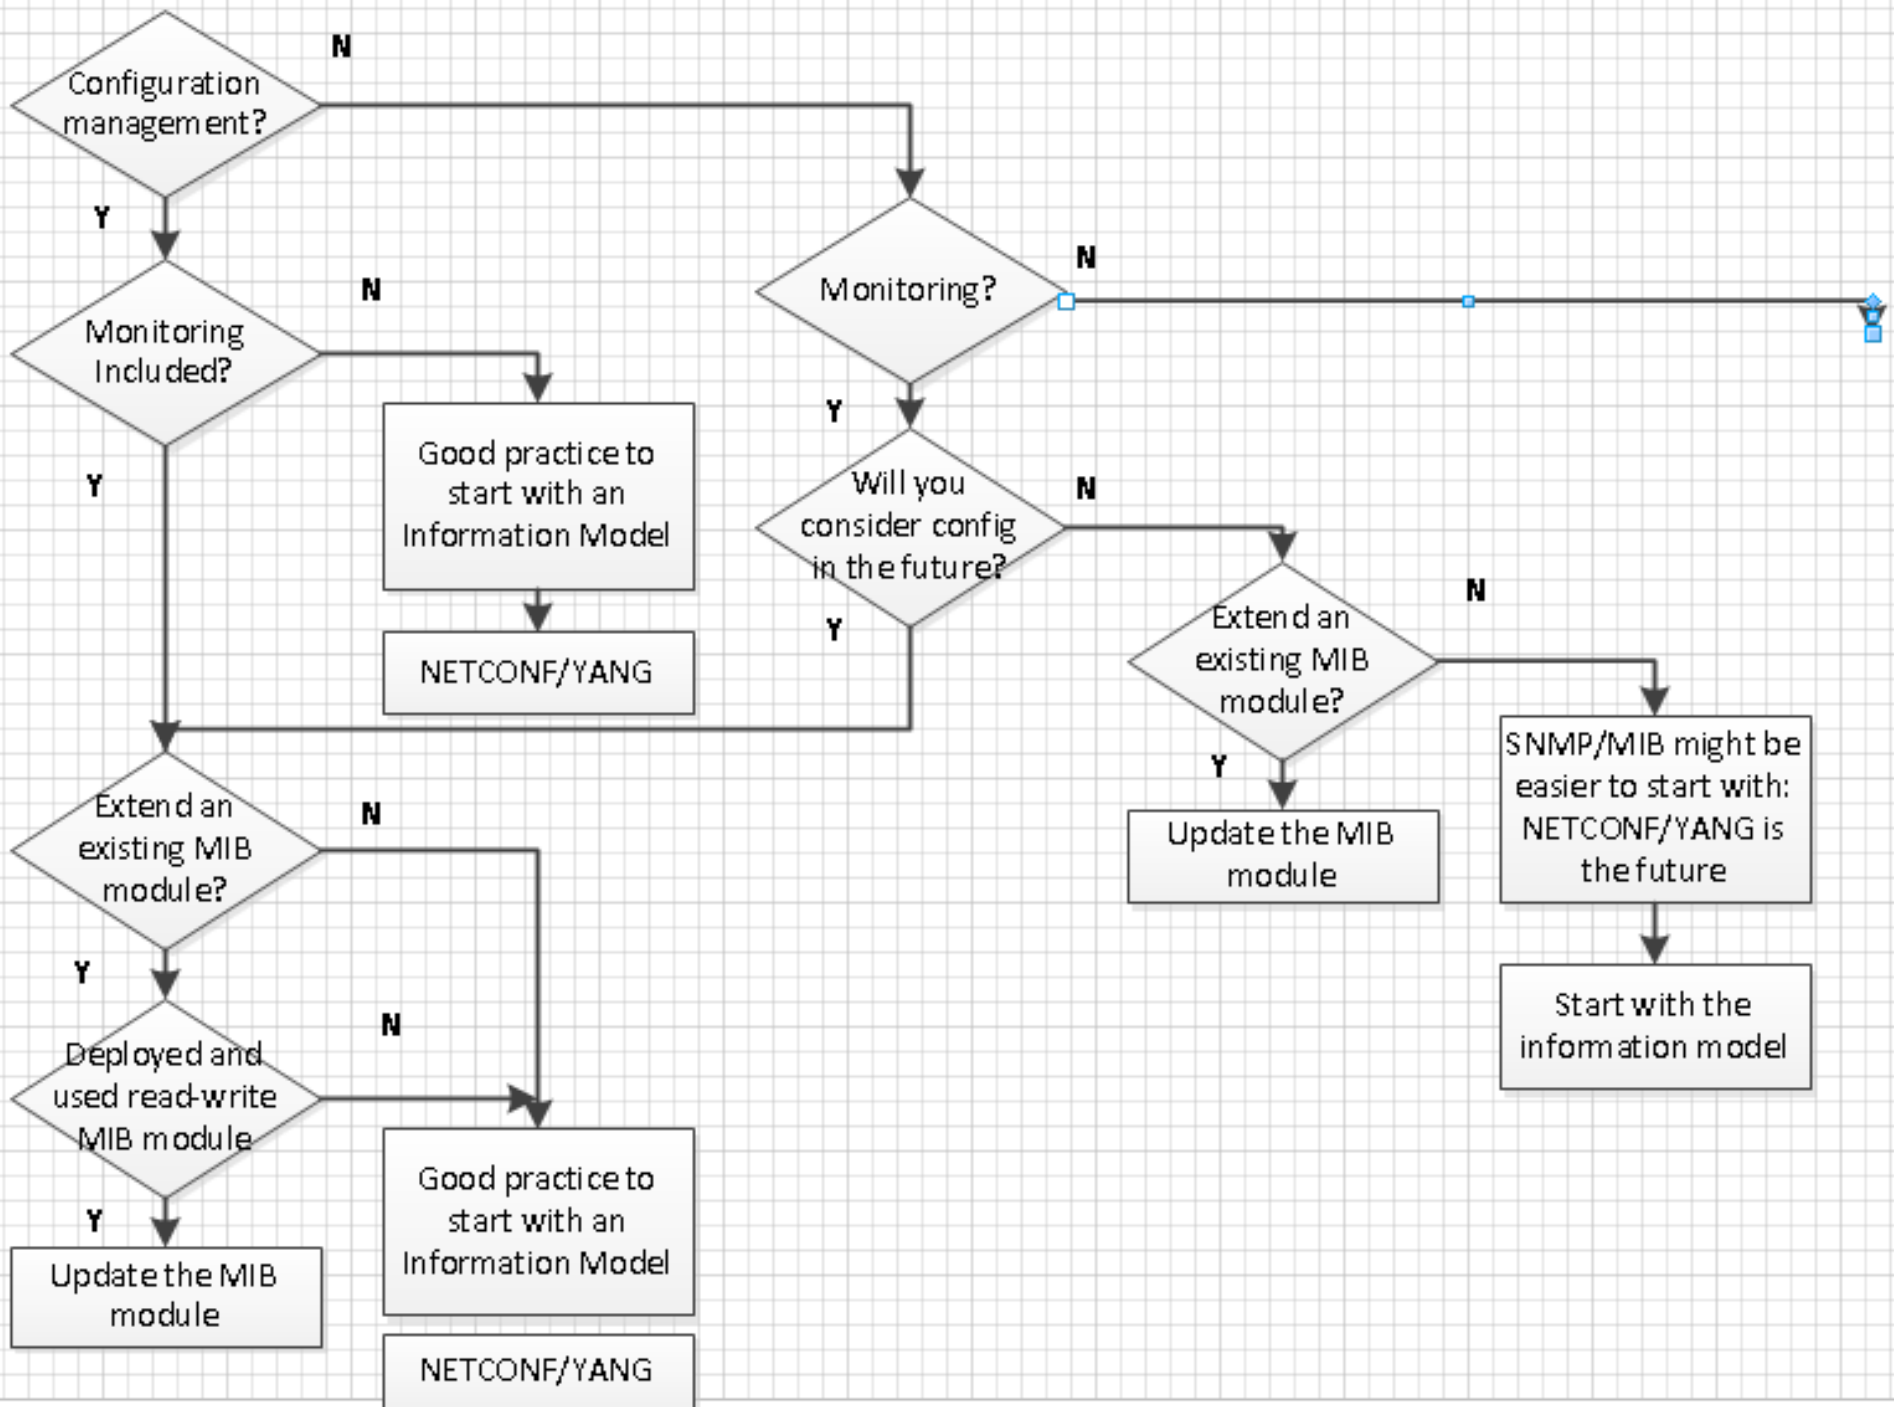 Configuration
management?
N
Y
Monitoring
Included?
N
Y
Good practice to
start with an
Information Model
NETCONF/YANG
Monitoring?
N
Y
Will you
consider config
in the future?
N
Y
Extend an
existing MIB
module?
N
Y
Update the MIB
module
SNMP/MIB might be
easier to start with:
NETCONF/YANG is
the future
Start with the
information model
Extend an
existing MIB
module?
N
Y
Deployed and
used read-write
MIB module
N
Y
Update the MIB
module
Good practice to
start with an
Information Model
NETCONF/YANG